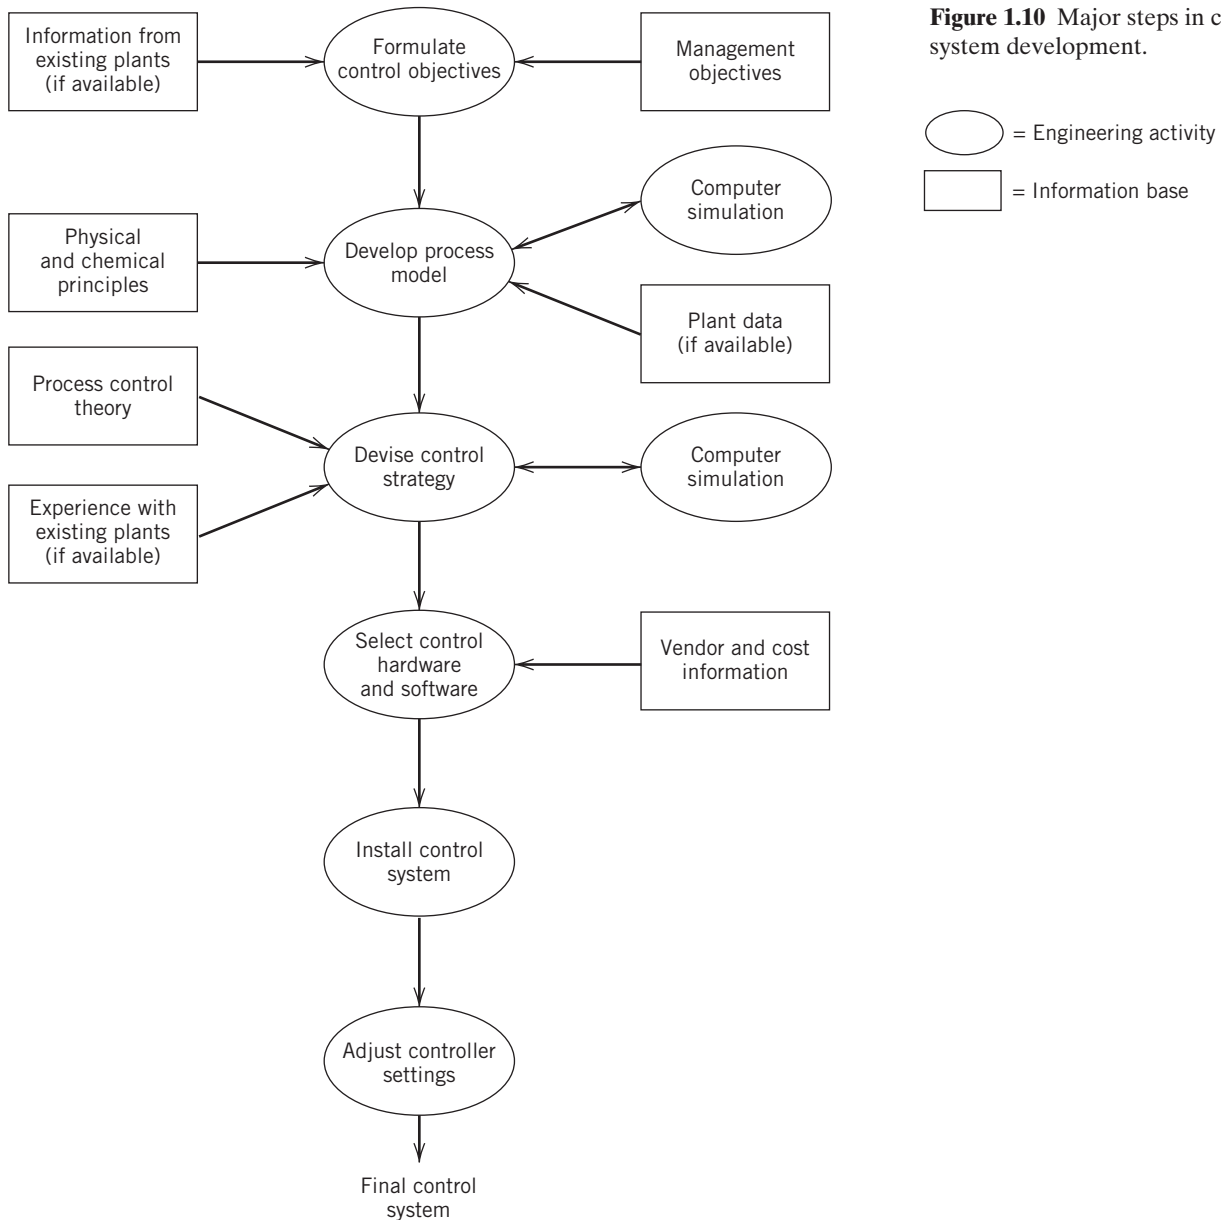 Information from
existing plants
(if available)
Formulate
control objectives
Management
objectives
Figure 1.10 Major steps in c
system development.
= Engineering activity
= Information base
Computer
simulation
Physical
and chemical
principles
Develop process
model
Plant data
(if available)
Process control
theory
Devise control
strategy
Computer
simulation
Experience with
existing plants
(if available)
Select control
hardware
and software
Vendor and cost
information
Install control
system
Adjust controller
settings
Final control
system